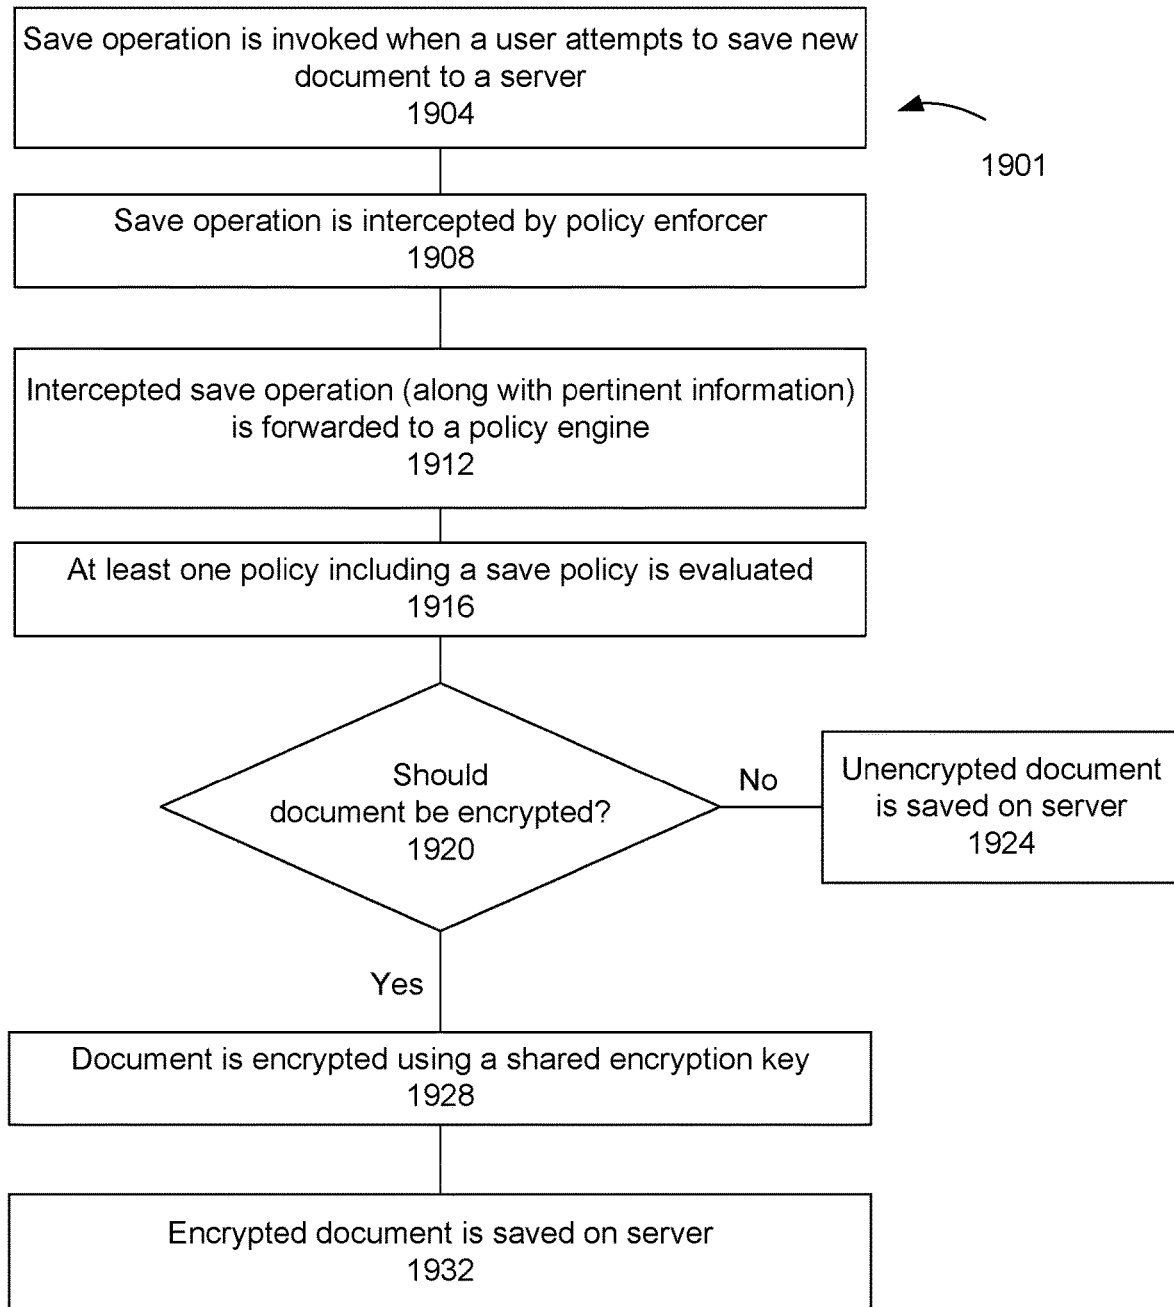 Save operation is invoked when a user attempts to save new
document to a server
1904
1901
Save operation is intercepted by policy enforcer
1908
Intercepted save operation (along with pertinent information)
is forwarded to a policy engine
1912
At least one policy including a save policy is evaluated
1916
Should
document be encrypted?
1920
No
Unencrypted document
is saved on server
1924
Yes
Document is encrypted using a shared encryption key
1928
Encrypted document is saved on server
1932